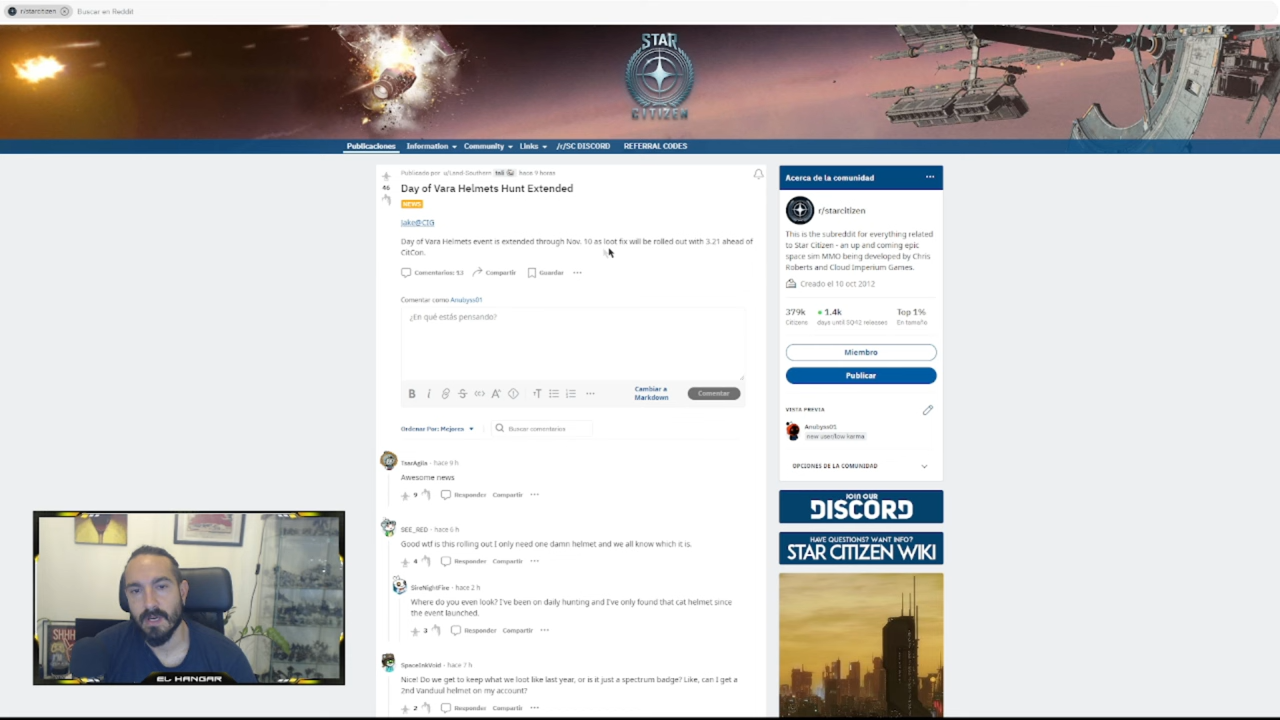 r/starcitizen
Buscar en Reddit
STAR
CITIZEN
Publicaciones Information Community Links /r/SC DISCORD REFERRAL CODES
46
Publicado por hace 9 horas
Day of Vara Helmets Hunt Extended
NEWS
Jake@CIG
Day of Vara Helmets event is extended through Nov. 10 as loot fix will be rolled out with 3.21 ahead of
CitCon.
Comentarios: 13 Compartir Guardar
Comentar como Anubyss01
¿En qué estás pensando?
Cambiar a
Markdown
Comentar
Ordenar Por: Mejores
Buscar comentarios
TsarAgila · hace 9 h
Awesome news
9 Responder Compartir
SEE_RED · hace 6 h
Good wtf is this rolling out I only need one damn helmet and we all know which it is.
4 Responder Compartir
SireNightFire · hace 2 h
Where do you even look? I've been on daily hunting and I've only found that cat helmet since
the event launched.
3 Responder Compartir
SpaceInkVoid · hace 7 h
Nice! Do we get to keep what we loot like last year, or is it just a spectrum badge? Like, can I get a
2nd Vanduul helmet on my account?
2 Responder Compartir
Acerca de la comunidad
r/starcitizen
This is the subreddit for everything related
to Star Citizen - an up and coming epic
space sim MMO being developed by Chris
Roberts and Cloud Imperium Games.
Creado el 10 oct 2012
379k 1.4k Top 1%
Citizens days until SQ42 releases En tamaño
Miembro
Publicar
VISTA PREVIA
Anubyss01
new user/low karma
OPCIONES DE LA COMUNIDAD
JOIN OUR
DISCORD
HAVE QUESTIONS? WANT INFO?
STAR CITIZEN WIKI
SHHH
EL HANGAR